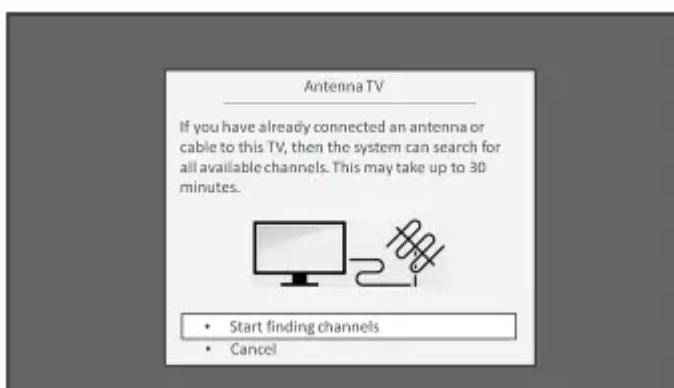 Antenna TV
If you have already connected an antenna or
cable to this TV, then the system can search for
all available channels. This may take up to 30
minutes.
• Start finding channels
• Cancel